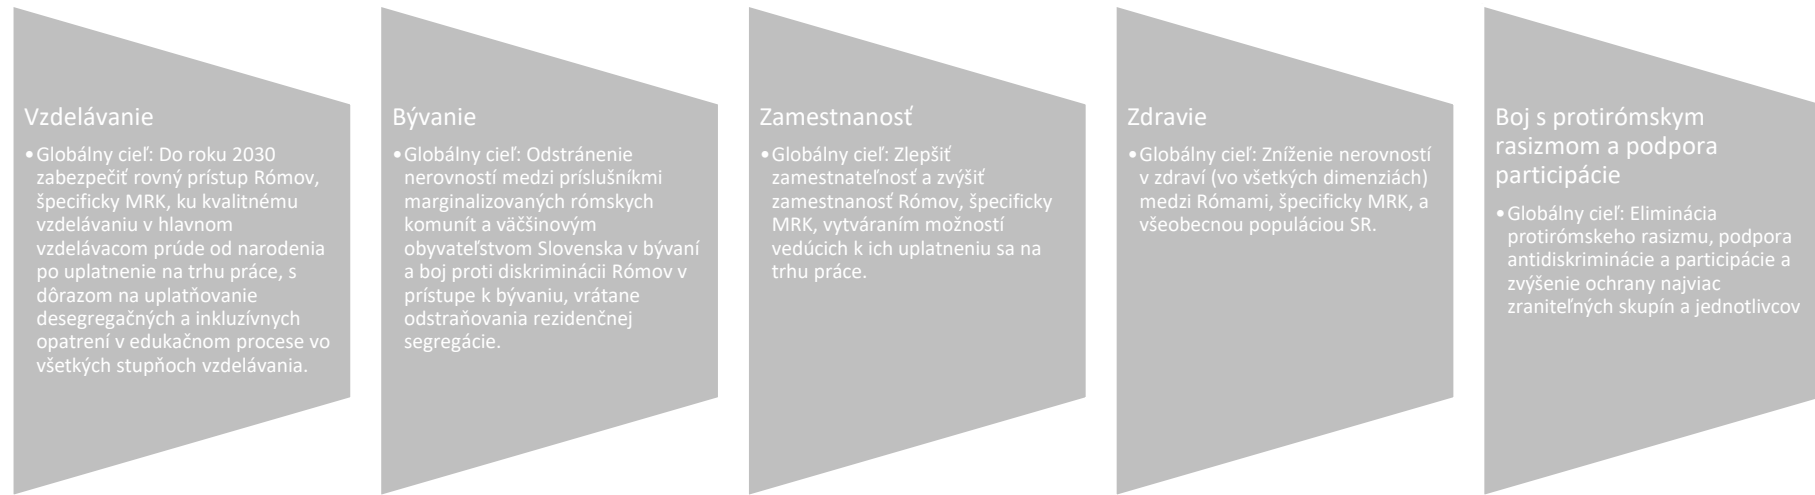 Vzdelávanie
•Globálny cieľ: Do roku 2030
zabezpečiť rovný prístup Rómov,
špecificky MRK, ku kvalitnému
vzdelávaniu v hlavnom
vzdelávacom prúde od narodenia
po uplatnenie na trhu práce, s
dôrazom na uplatňovanie
desegregačných a inkluzívnych
opatrení v edukačnom procese vo
všetkých stupňoch vzdelávania.
Bývanie
•Globálny cieľ: Odstránenie
nerovností medzi príslušníkmi
marginalizovaných rómskych
komunít a väčšinovým
obyvateľstvom Slovenska v bývaní
a boj proti diskriminácii Rómov v
prístupe k bývaniu, vrátane
odstraňovania rezidenčnej
segregácie.
Zamestnanosť
•Globálny cieľ: Zlepšiť
zamestnateľnosť a zvýšiť
zamestnanosť Rómov, špecificky
MRK, vytváraním možností
vedúcich k ich uplatneniu sa na
trhu práce.
Zdravie
•Globálny cieľ: Zníženie nerovností
v zdraví (vo všetkých dimenziách)
medzi Rómami, špecificky MRK, a
všeobecnou populáciou SR.
Boj s protirómskym
rasizmom a podpora
participácie
•Globálny cieľ: Eliminácia
protirómskeho rasizmu, podpora
antidiskriminácie a participácie a
zvýšenie ochrany najviac
zraniteľných skupín a jednotlivcov